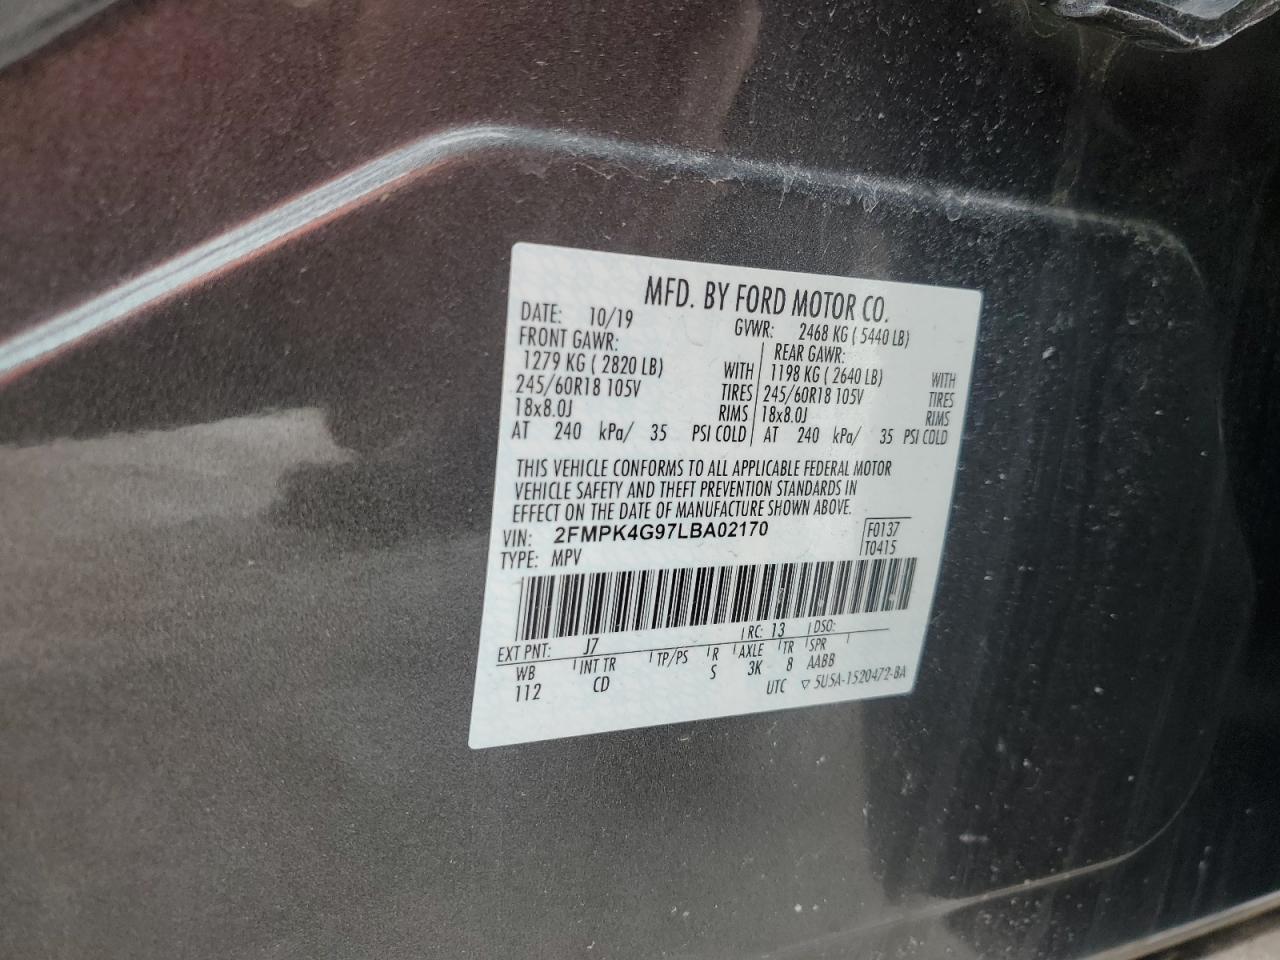 MFD. BY FORD MOTOR CO.
DATE: 10/19 GVWR: 2468 KG ( 5440 LB)
FRONT GAWR: REAR GAWR:
1279 KG ( 2820 LB) WITH 1198 KG ( 2640 LB) WITH
245/60R18 105V TIRES 245/60R18 105V TIRES
18x8.0J RIMS 18x8.0J RIMS
AT 240 kPa/ 35 PSI COLD AT 240 kPa/ 35 PSI COLD
THIS VEHICLE CONFORMS TO ALL APPLICABLE FEDERAL MOTOR
VEHICLE SAFETY AND THEFT PREVENTION STANDARDS IN
EFFECT ON THE DATE OF MANUFACTURE SHOWN ABOVE.
VIN: 2FMPK4G97LBA02170 F0137
TYPE: MPV T0415
EXT PNT: J7 RC: 13 DSO:
WB INT TR TP/PS R AXLE TR SPR
112 CD S 3K 8 AABB
UTC ▽ 5U5A-1520472-BA